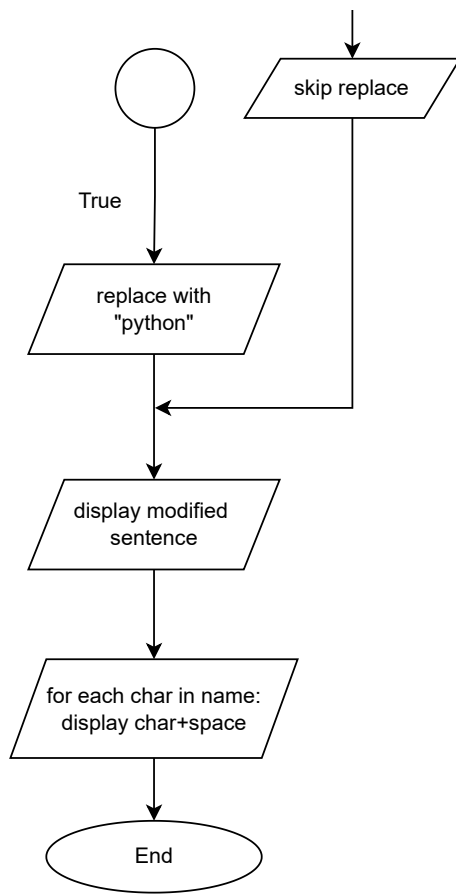 skip replace
True
replace with
"python"
display modified
sentence
for each char in name:
display char+space
End